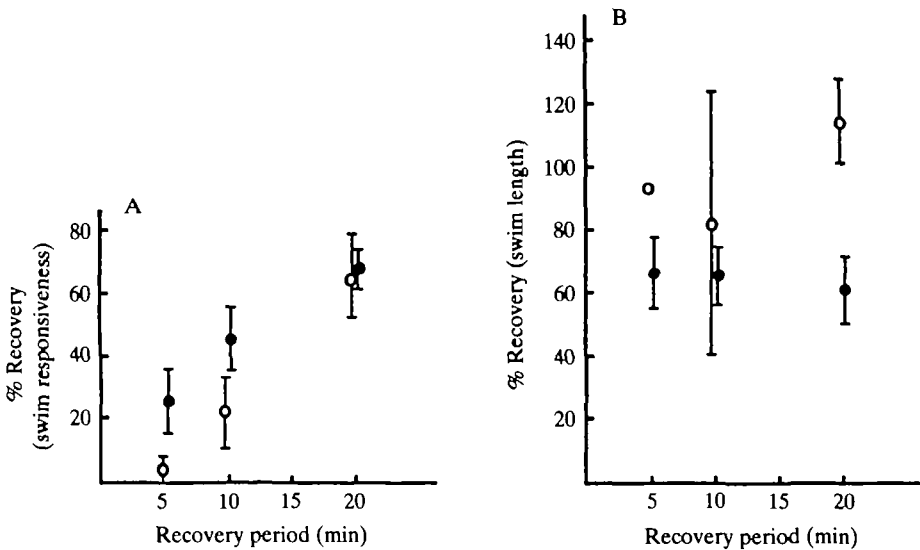 A
% Recovery
(swim responsiveness)
80
60
40
20
5 10 15 20
Recovery period (min)
B
% Recovery (swim length)
140
120
100
80
60
40
20
5 10 15 20
Recovery period (min)